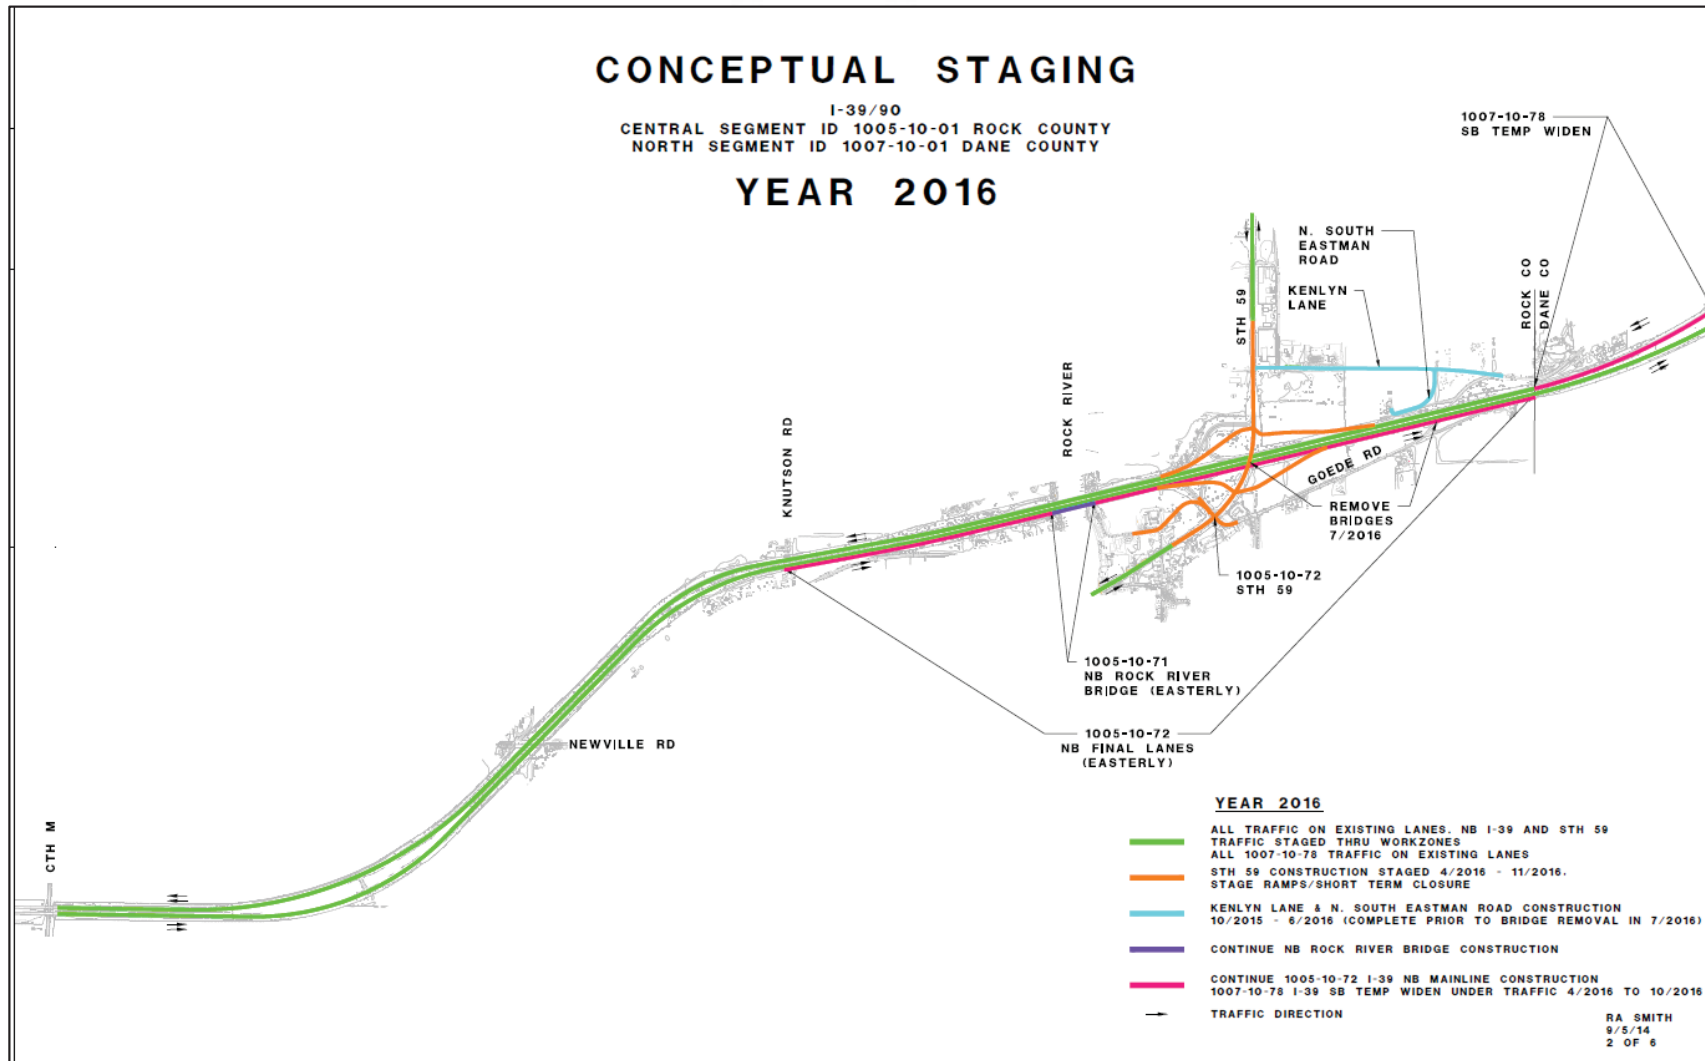 CONCEPTUAL STAGING
I-39/90
CENTRAL SEGMENT ID 1005-10-01 ROCK COUNTY
NORTH SEGMENT ID 1007-10-01 DANE COUNTY
YEAR 2016
1007-10-78
SB TEMP WIDEN
N. SOUTH
EASTMAN
ROAD
KENLYN
LANE
STH 59
ROCK CO
DANE CO
ROCK RIVER
KNUTSON RD
GOEDE RD
REMOVE
BRIDGES
7/2016
1005-10-72
STH 59
1005-10-71
NB ROCK RIVER
BRIDGE (EASTERLY)
1005-10-72
NB FINAL LANES
(EASTERLY)
NEWVILLE RD
CTH M
YEAR 2016
ALL TRAFFIC ON EXISTING LANES. NB I-39 AND STH 59
TRAFFIC STAGED THRU WORKZONES
ALL 1007-10-78 TRAFFIC ON EXISTING LANES
STH 59 CONSTRUCTION STAGED 4/2016 - 11/2016.
STAGE RAMPS/SHORT TERM CLOSURE
KENLYN LANE & N. SOUTH EASTMAN ROAD CONSTRUCTION
10/2015 - 6/2016 (COMPLETE PRIOR TO BRIDGE REMOVAL IN 7/2016)
CONTINUE NB ROCK RIVER BRIDGE CONSTRUCTION
CONTINUE 1005-10-72 I-39 NB MAINLINE CONSTRUCTION
1007-10-78 I-39 SB TEMP WIDEN UNDER TRAFFIC 4/2016 TO 10/2016
TRAFFIC DIRECTION
RA SMITH
9/5/14
2 OF 6